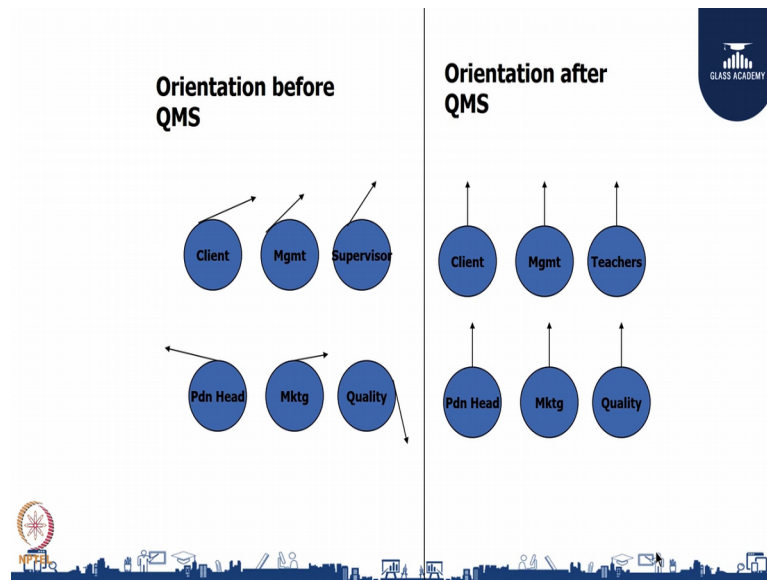 Orientation before
QMS
Client
Mgmt
Supervisor
Pdn Head
Mktg
Quality
Orientation after
QMS
Client
Mgmt
Teachers
Pdn Head
Mktg
Quality
GLASS ACADEMY
NPTEL